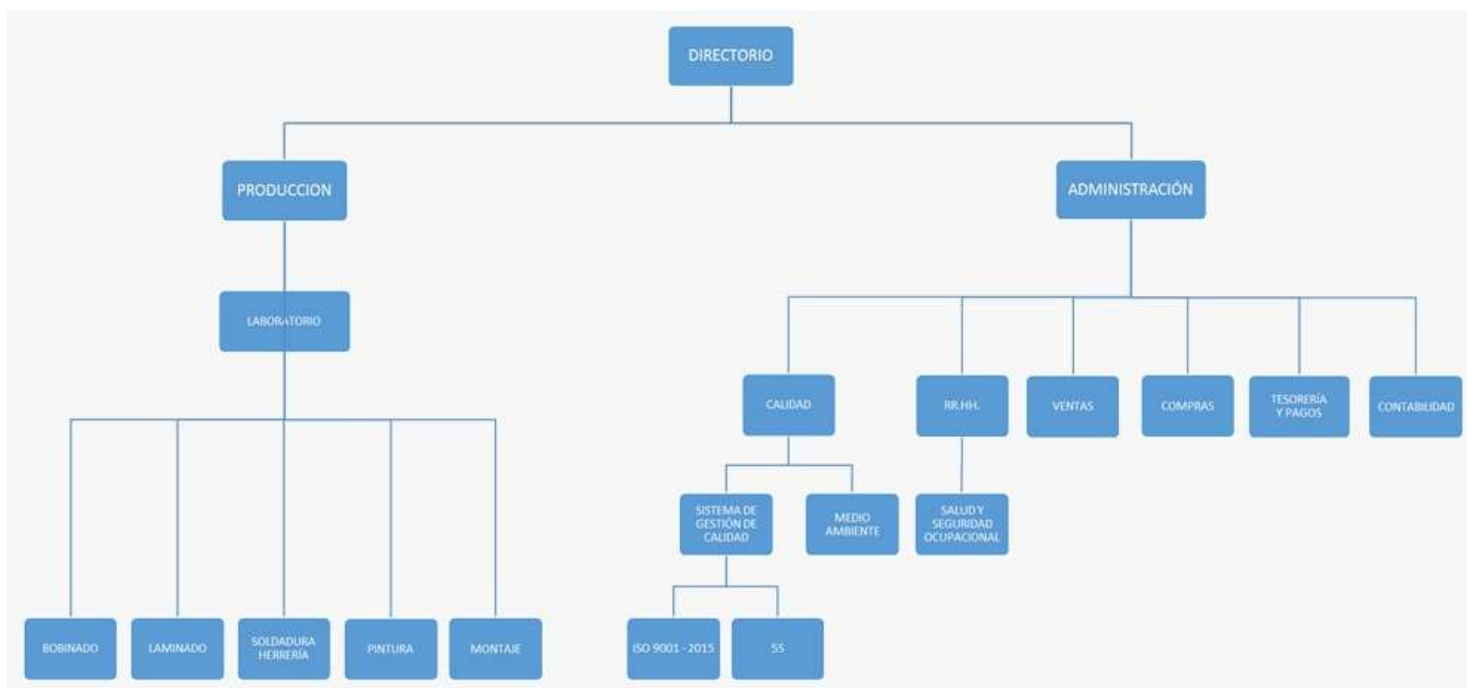 DIRECTORIO
PRODUCCION
ADMINISTRACIÓN
LABORATORIO
CALIDAD
RR.HH.
VENTAS
COMPRAS
TESORERÍA
Y PAGOS
CONTABILIDAD
SISTEMA DE
GESTIÓN DE
CALIDAD
MEDIO
AMBIENTE
SALUD Y
SEGURIDAD
OCUPACIONAL
BOBINADO
LAMINADO
SOLDADURA
HERRERÍA
PINTURA
MONTAJE
ISO 9001 - 2015
5S